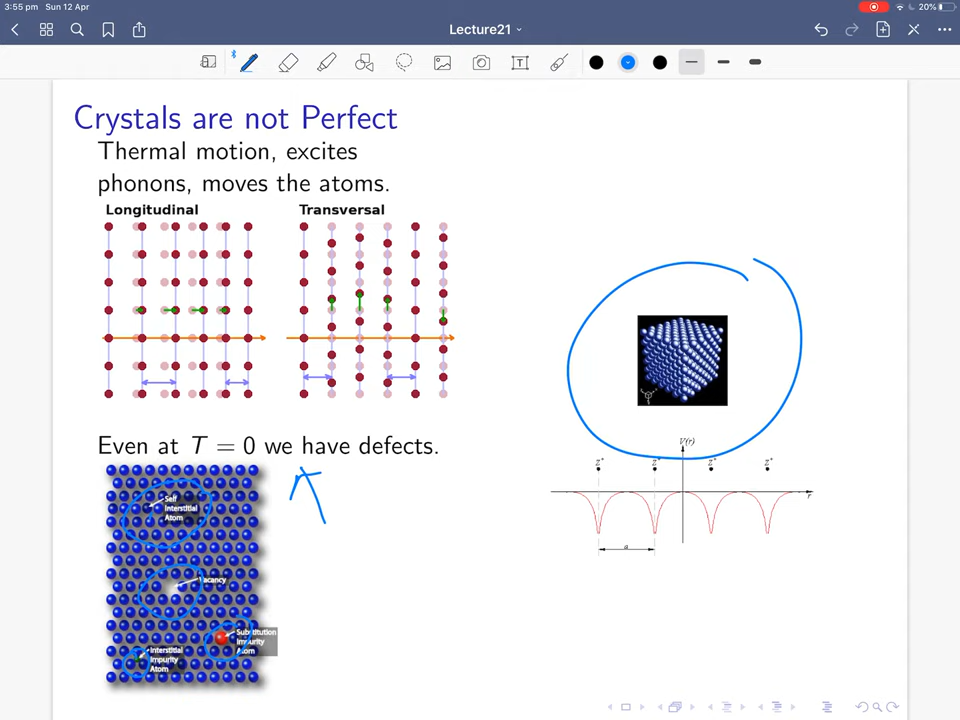 3:55 pm Sun 12 Apr
20%
Lecture21
T
Crystals are not Perfect
Thermal motion, excites
phonons, moves the atoms.
Longitudinal
Transversal
Even at T = 0 we have defects.
Self
Interstitial
Atom
Vacancy
Substitution
Impurity
Atom
Interstitial
Impurity
Atom
V(r)
z* z* z* z*
r
a